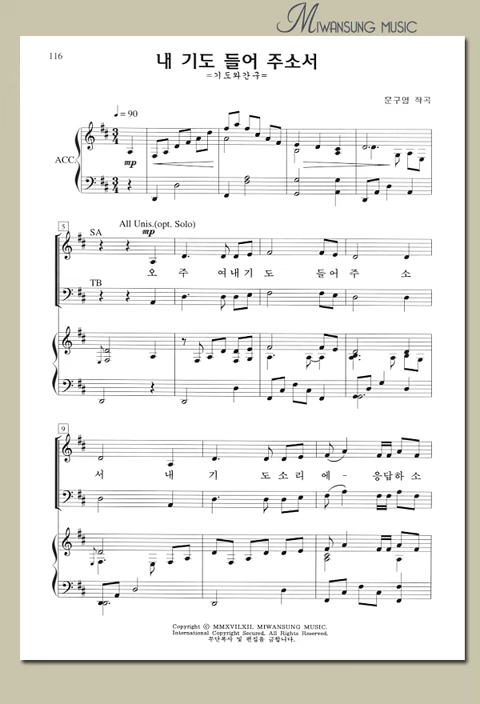 MIWANSUNG MUSIC
116
내 기도 들어 주소서
=기도와간구=
문구염 작곡
♩ = 90
ACC.
mp
5
SA
All Unis.(opt. Solo)
mp
오 주 여 내 기 도 들 어 주 소
TB
9
서 내 기 도 소 리 에 - 응 답 하 소
Copyright ⓒ MMXVILXII. MIWANSUNG MUSIC.
International Copyright Secured. All Rights Reserved.
무단복사 및 편집을 금합니다.